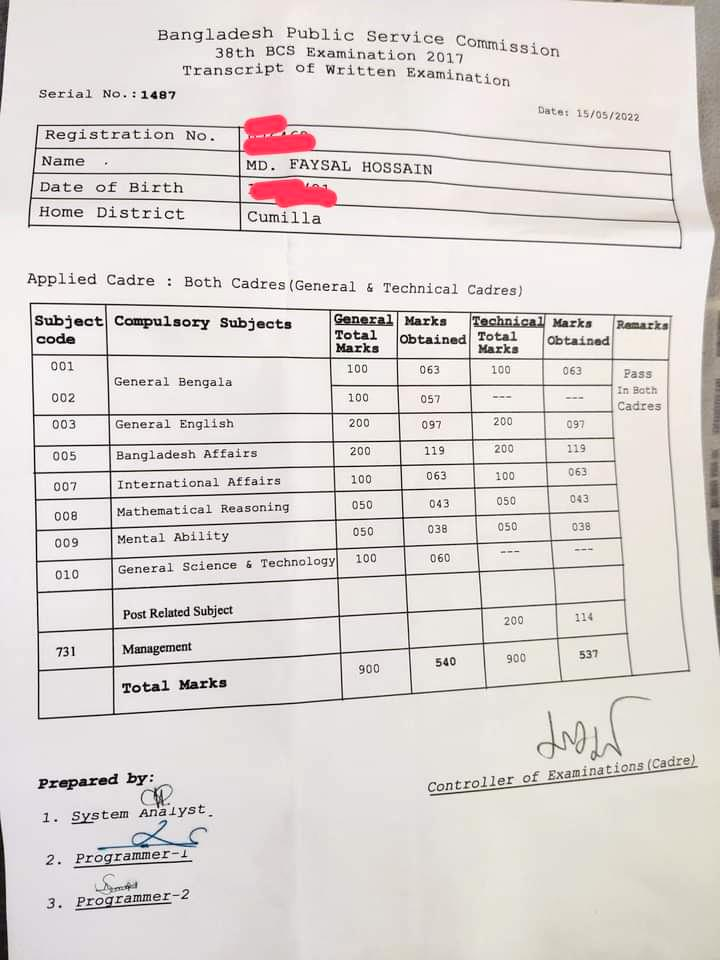 Bangladesh Public Service Commission
38th BCS Examination 2017
Transcript of Written Examination
Serial No.:1487
Date: 15/05/2022
Registration No.
Name . MD. FAYSAL HOSSAIN
Date of Birth
Home District Cumilla
Applied Cadre : Both Cadres(General & Technical Cadres)
Subject code Compulsory Subjects General Total Marks Marks Obtained Technical Total Marks Marks Obtained Remarks
001 General Bengala 100 063 100 063 Pass In Both Cadres
002 100 057 --- ---
003 General English 200 097 200 097
005 Bangladesh Affairs 200 119 200 119
007 International Affairs 100 063 100 063
008 Mathematical Reasoning 050 043 050 043
009 Mental Ability 050 038 050 038
010 General Science & Technology 100 060 --- ---
Post Related Subject
731 Management 200 114
Total Marks 900 540 900 537
Controller of Examinations(Cadre)
Prepared by:
1. System Analyst.
2. Programmer-1
3. Programmer-2